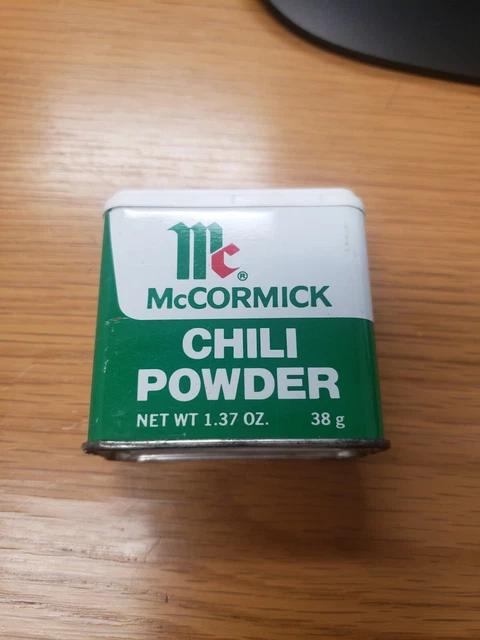 Mc®
McCORMICK
CHILI
POWDER
NET WT 1.37 OZ. 38 g